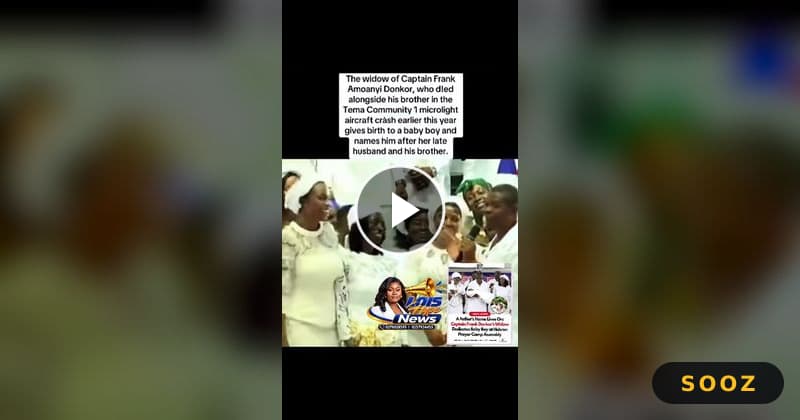 The widow of Captain Frank
Amoanyi Donkor, who died
alongside his brother in the
Tema Community 1 microlight
aircraft crash earlier this year
gives birth to a baby boy and
names him after her late
husband and his brother.
News
A Father's Name Lives On:
Captain Frank Donkor's Widow
Dedicates Baby Boy at
Prayer Camp Assembly
SOOZ